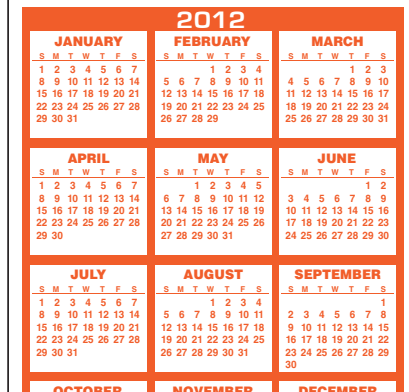 2012
JANUARY FEBRUARY MARCH
S M T W T F S S M T W T F S S M T W T F S
1 2 3 4 5 6 7 1 2 3 4 1 2 3
8 9 10 11 12 13 14 5 6 7 8 9 10 11 4 5 6 7 8 9 10
15 16 17 18 19 20 21 12 13 14 15 16 17 18 11 12 13 14 15 16 17
22 23 24 25 26 27 28 19 20 21 22 23 24 25 18 19 20 21 22 23 24
29 30 31 26 27 28 29 25 26 27 28 29 30 31
APRIL MAY JUNE
S M T W T F S S M T W T F S S M T W T F S
1 2 3 4 5 6 7 1 2 3 4 5 1 2
8 9 10 11 12 13 14 6 7 8 9 10 11 12 3 4 5 6 7 8 9
15 16 17 18 19 20 21 13 14 15 16 17 18 19 10 11 12 13 14 15 16
22 23 24 25 26 27 28 20 21 22 23 24 25 26 17 18 19 20 21 22 23
29 30 27 28 29 30 31 24 25 26 27 28 29 30
JULY AUGUST SEPTEMBER
S M T W T F S S M T W T F S S M T W T F S
1 2 3 4 5 6 7 1 2 3 4 1
8 9 10 11 12 13 14 5 6 7 8 9 10 11 2 3 4 5 6 7 8
15 16 17 18 19 20 21 12 13 14 15 16 17 18 9 10 11 12 13 14 15
22 23 24 25 26 27 28 19 20 21 22 23 24 25 16 17 18 19 20 21 22
29 30 31 26 27 28 29 30 31 23 24 25 26 27 28 29
30
OCTOBER NOVEMBER DECEMBER